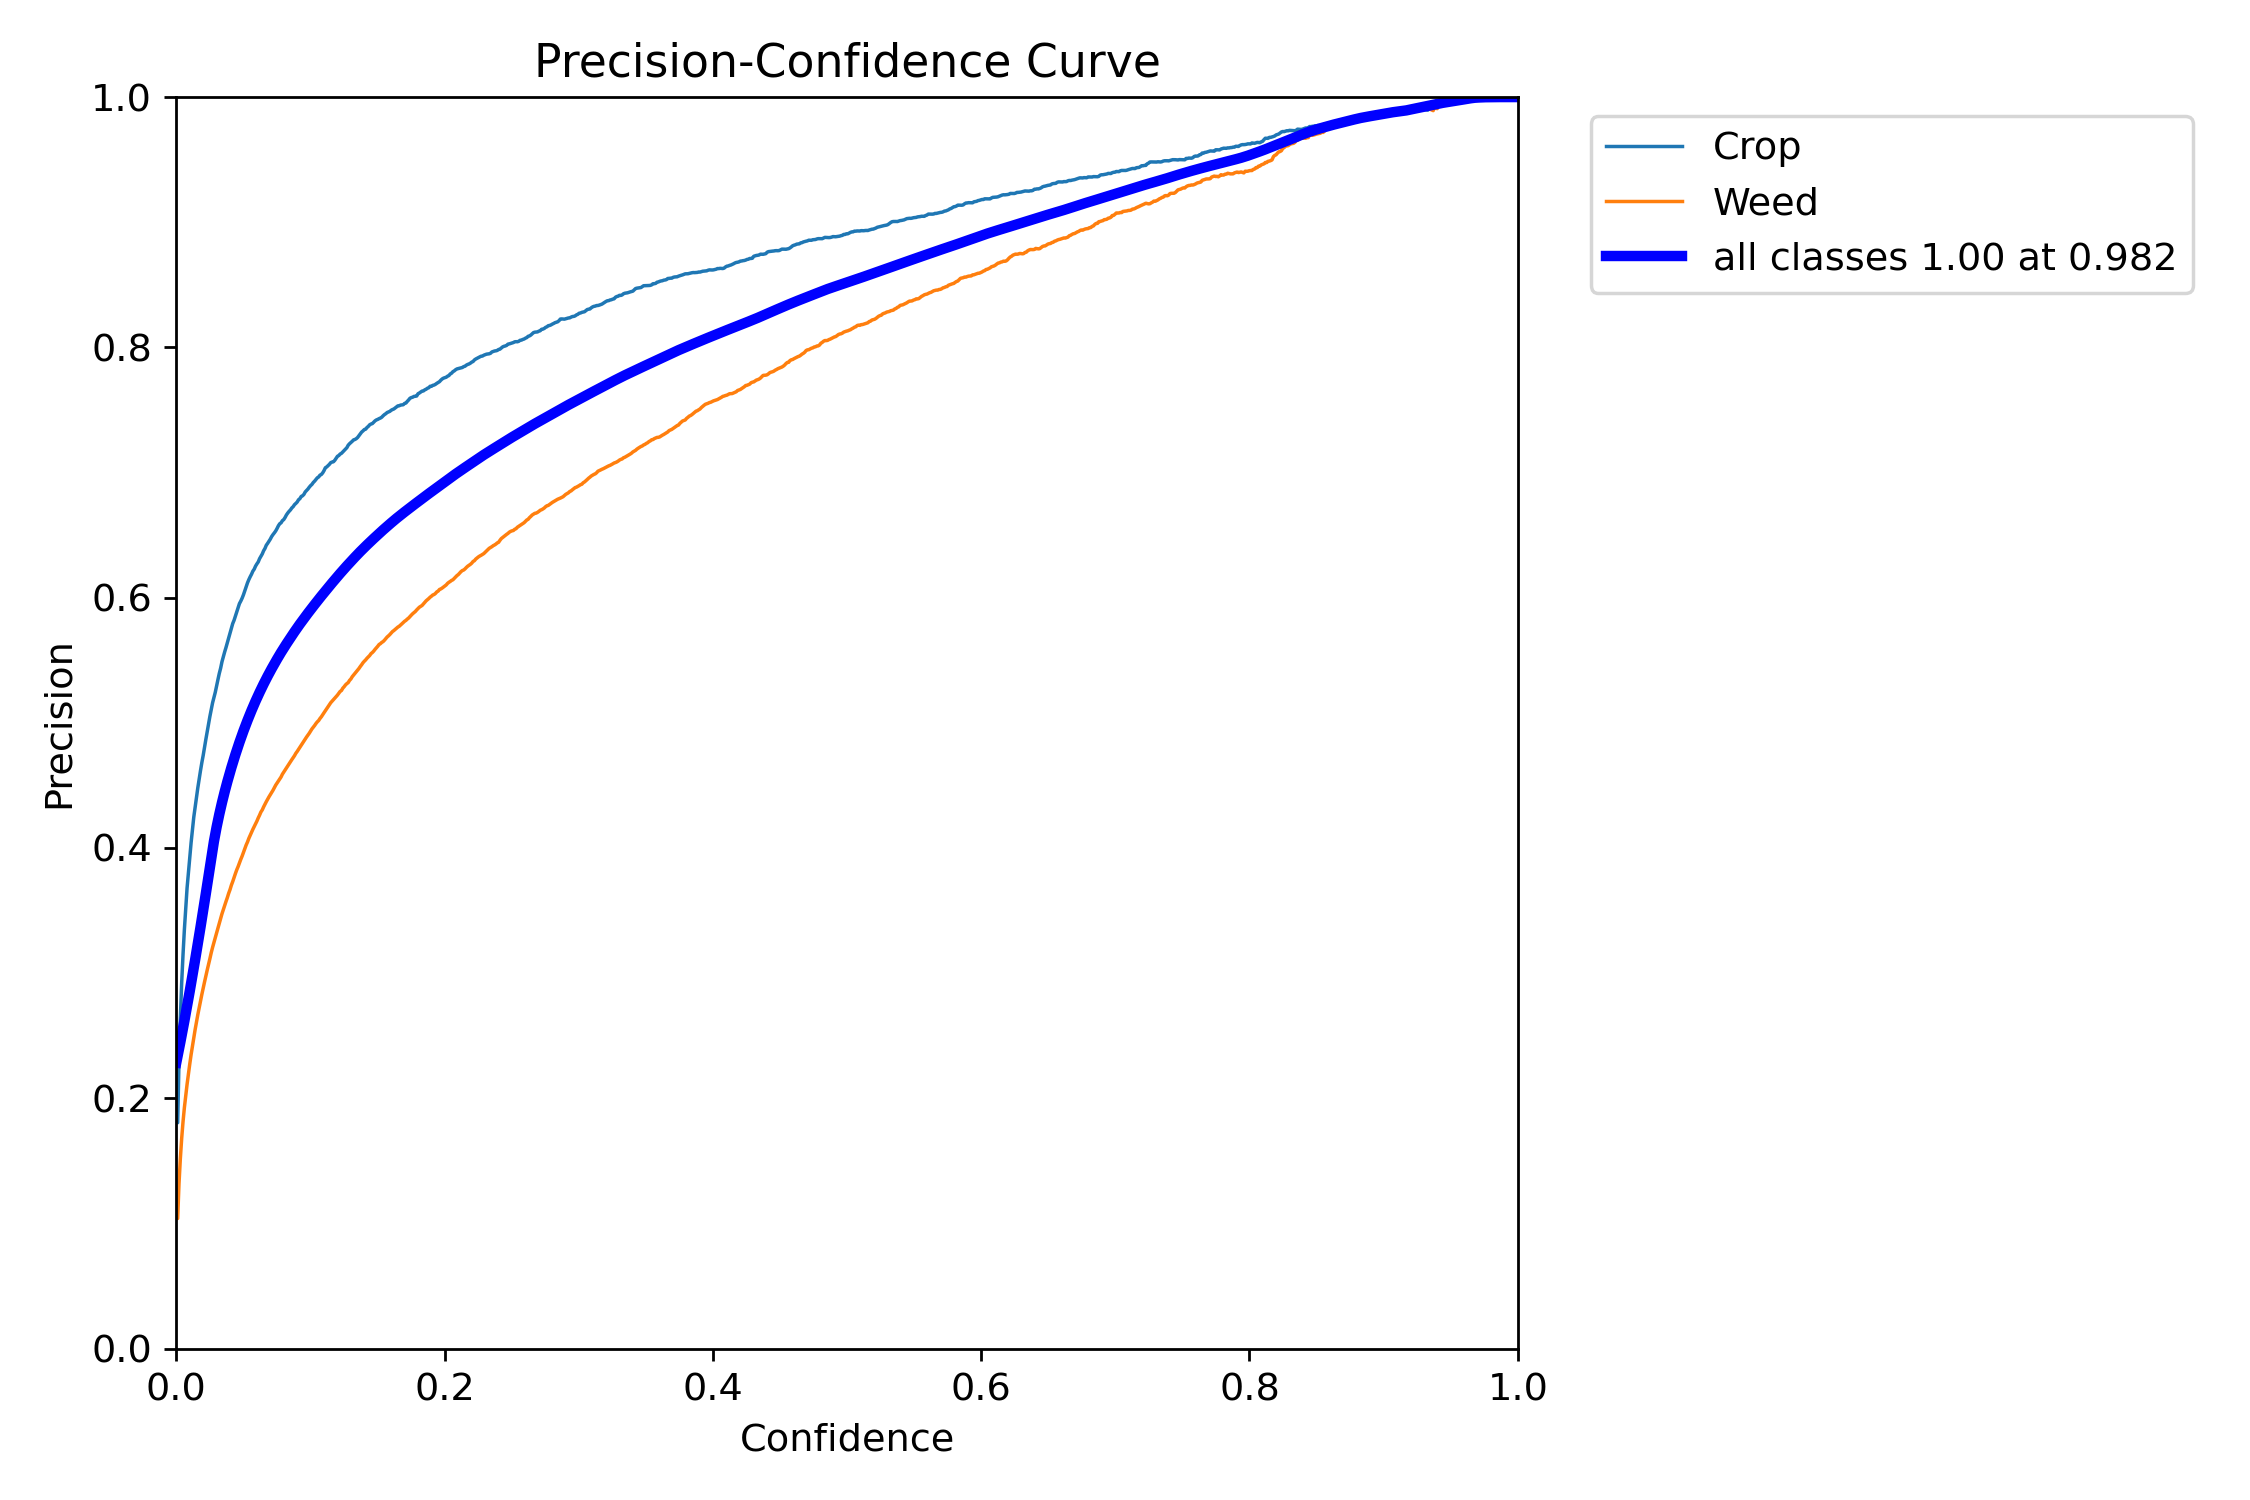 Precision-Confidence Curve
1.0
0.8
0.6
0.4
0.2
0.0
Precision
0.0 0.2 0.4 0.6 0.8 1.0
Confidence
Crop
Weed
all classes 1.00 at 0.982